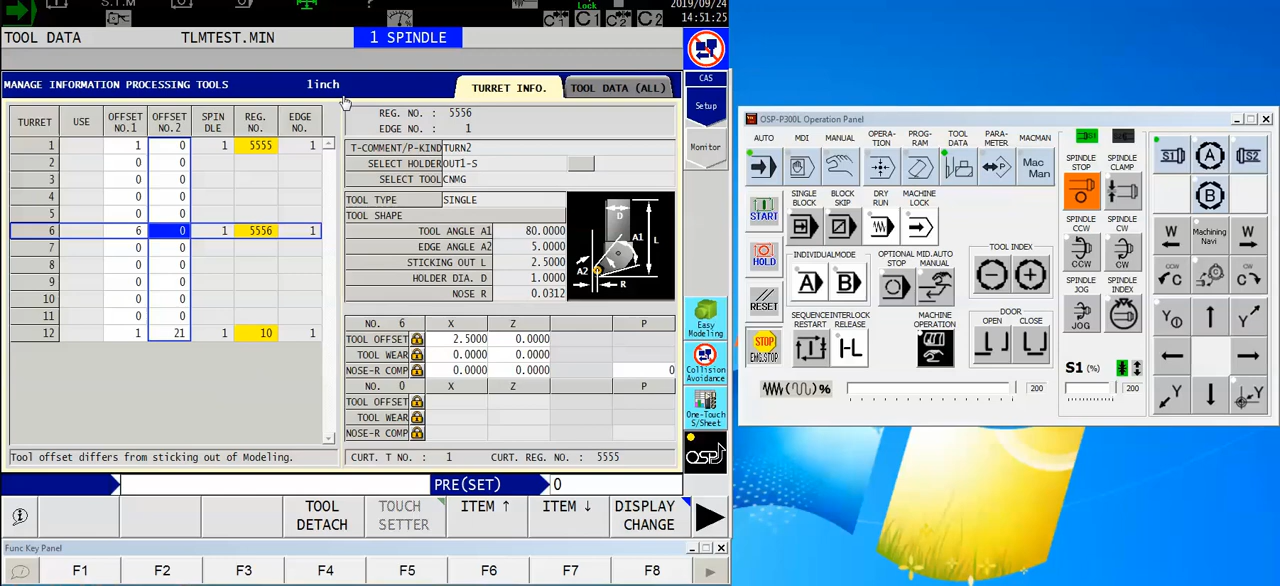 S.T.M
Lock
2019/09/24
C1 C2 C2
14:51:25
TOOL DATA TLMTEST.MIN 1 SPINDLE
MANAGE INFORMATION PROCESSING TOOLS 1inch TURRET INFO. TOOL DATA (ALL)
CAS
Setup
Monitor
TURRET USE OFFSET NO.1 OFFSET NO.2 SPIN DLE REG. NO. EDGE NO.
1 1 0 1 5555 1
2 0 0
3 0 0
4 0 0
5 0 0
6 6 0 1 5556 1
7 0 0
8 0 0
9 0 0
10 0 0
11 0 0
12 1 21 1 10 1
REG. NO. : 5556
EDGE NO. : 1
T-COMMENT/P-KIND TURN2
SELECT HOLDER OUT1-S
SELECT TOOL CNMG
TOOL TYPE SINGLE
TOOL SHAPE
TOOL ANGLE A1 80.0000
EDGE ANGLE A2 5.0000
STICKING OUT L 2.5000
HOLDER DIA. D 1.0000
NOSE R 0.0312
D
A1 L
A2
R
NO. 6 X Z P
TOOL OFFSET 2.5000 0.0000
TOOL WEAR 0.0000 0.0000
NOSE-R COMP 0.0000 0.0000 0
NO. 0 X Z P
TOOL OFFSET
TOOL WEAR
NOSE-R COMP
Easy
Modeling
Collision
Avoidance
One-Touch
S/Sheet
OSP
Tool offset differs from sticking out of Modeling. CURT. T NO. : 1 CURT. REG. NO. : 5555
PRE(SET) 0
TOOL DETACH TOUCH SETTER ITEM ↑ ITEM ↓ DISPLAY CHANGE
Func Key Panel
F1 F2 F3 F4 F5 F6 F7 F8
OSP-P300L Operation Panel
AUTO MDI MANUAL OPERA-TION PROG-RAM TOOL DATA PARA-METER MACMAN
Mac
Man
START
HOLD
RESET
STOP
EMG.STOP
SINGLE BLOCK BLOCK SKIP DRY RUN MACHINE LOCK
INDIVIDUALMODE OPTIONAL STOP MID.AUTO MANUAL
A B
SEQUENCE RESTART INTERLOCK RELEASE MACHINE OPERATION
I-L
TOOL INDEX
DOOR
OPEN CLOSE
% 200
SPINDLE STOP SPINDLE CLAMP
SPINDLE CCW SPINDLE CW
CCW CW
SPINDLE JOG SPINDLE INDEX
JOG
S1 (%)
200
S1 A S2
B
W Machining Navi W
C C
Y Y
Y